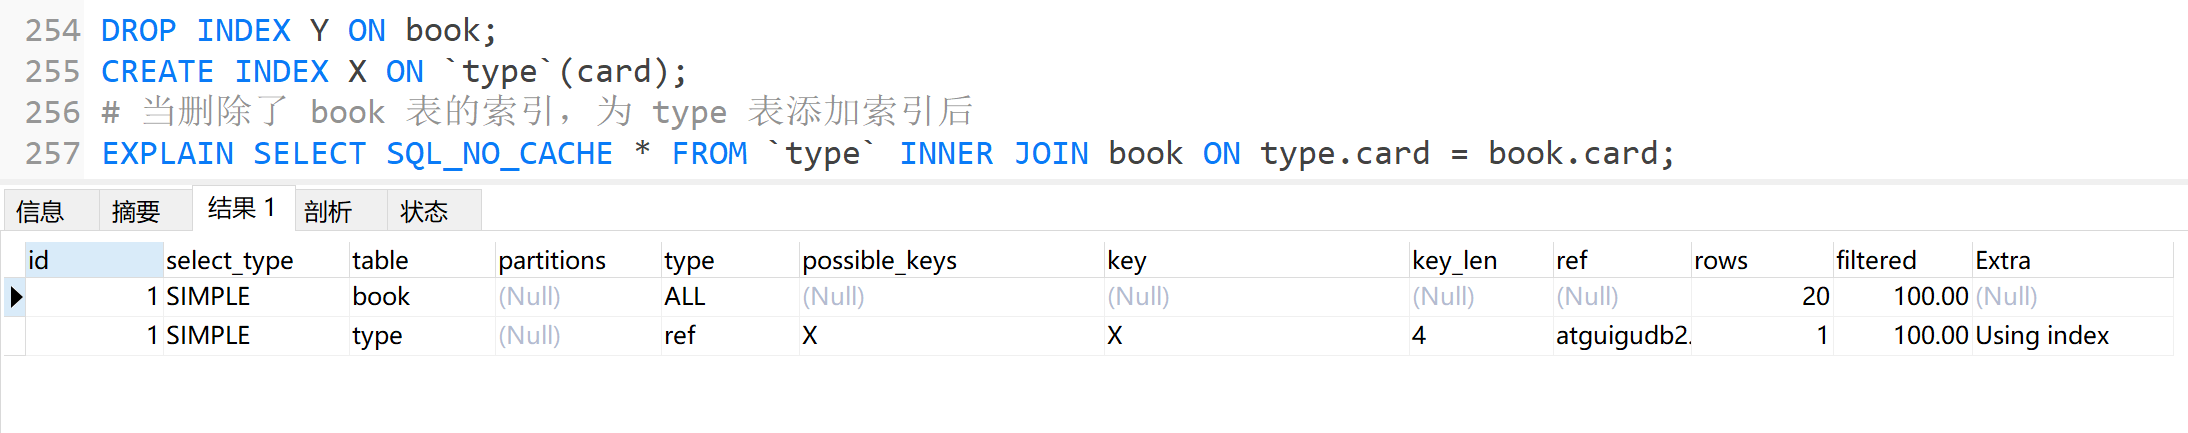 254 DROP INDEX Y ON book;
255 CREATE INDEX X ON `type`(card);
256 # 当删除了 book 表的索引，为 type 表添加索引后
257 EXPLAIN SELECT SQL_NO_CACHE * FROM `type` INNER JOIN book ON type.card = book.card;
信息 摘要 结果 1 剖析 状态
id select_type table partitions type possible_keys key key_len ref rows filtered Extra
1 SIMPLE book (Null) ALL (Null) (Null) (Null) (Null) 20 100.00 (Null)
1 SIMPLE type (Null) ref X X 4 atguigudb2. 1 100.00 Using index